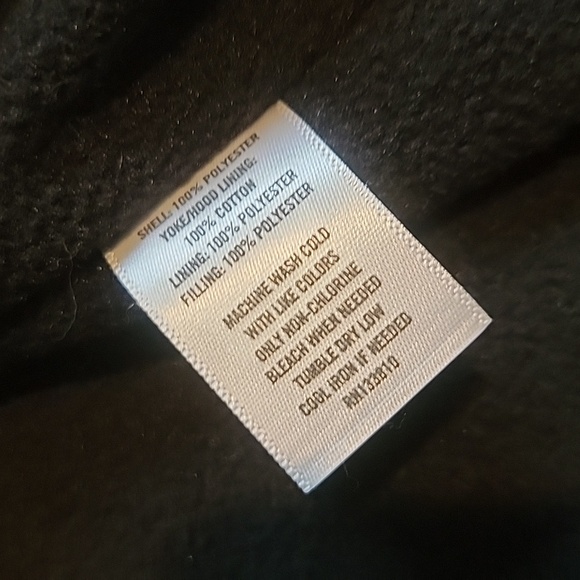 SHELL: 100% POLYESTER
YOKE/HOOD LINING:
100% COTTON
LINING: 100% POLYESTER
FILLING: 100% POLYESTER
MACHINE WASH COLD
WITH LIKE COLORS
ONLY NON-CHLORINE
BLEACH WHEN NEEDED
TUMBLE DRY LOW
COOL IRON IF NEEDED